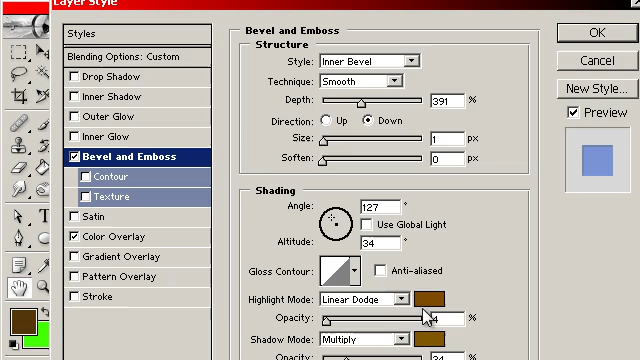 Layer Style
Styles
Blending Options: Custom
Drop Shadow
Inner Shadow
Outer Glow
Inner Glow
Bevel and Emboss
Contour
Texture
Satin
Color Overlay
Gradient Overlay
Pattern Overlay
Stroke
Bevel and Emboss
Structure
Style: Inner Bevel
Technique: Smooth
Depth: 391 %
Direction: Up Down
Size: 1 px
Soften: 0 px
Shading
Angle: 127 °
Use Global Light
Altitude: 34 °
Gloss Contour: Anti-aliased
Highlight Mode: Linear Dodge
Opacity: 4 %
Shadow Mode: Multiply
Opacity: 24 %
OK
Cancel
New Style...
Preview
T